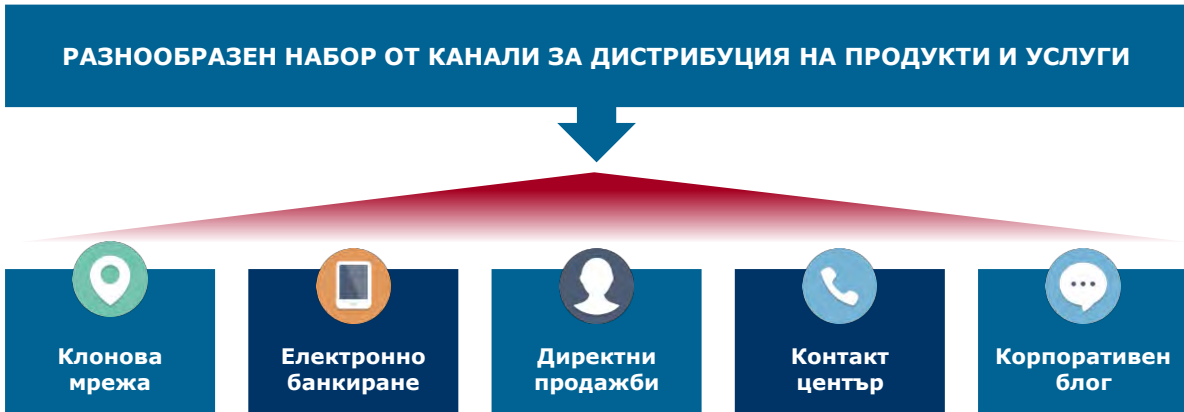 РАЗНООБРАЗЕН НАБОР ОТ КАНАЛИ ЗА ДИСТРИБУЦИЯ НА ПРОДУКТИ И УСЛУГИ
Клонова
мрежа
Електронно
банкиране
Директни
продажби
Контакт
център
Корпоративен
блог